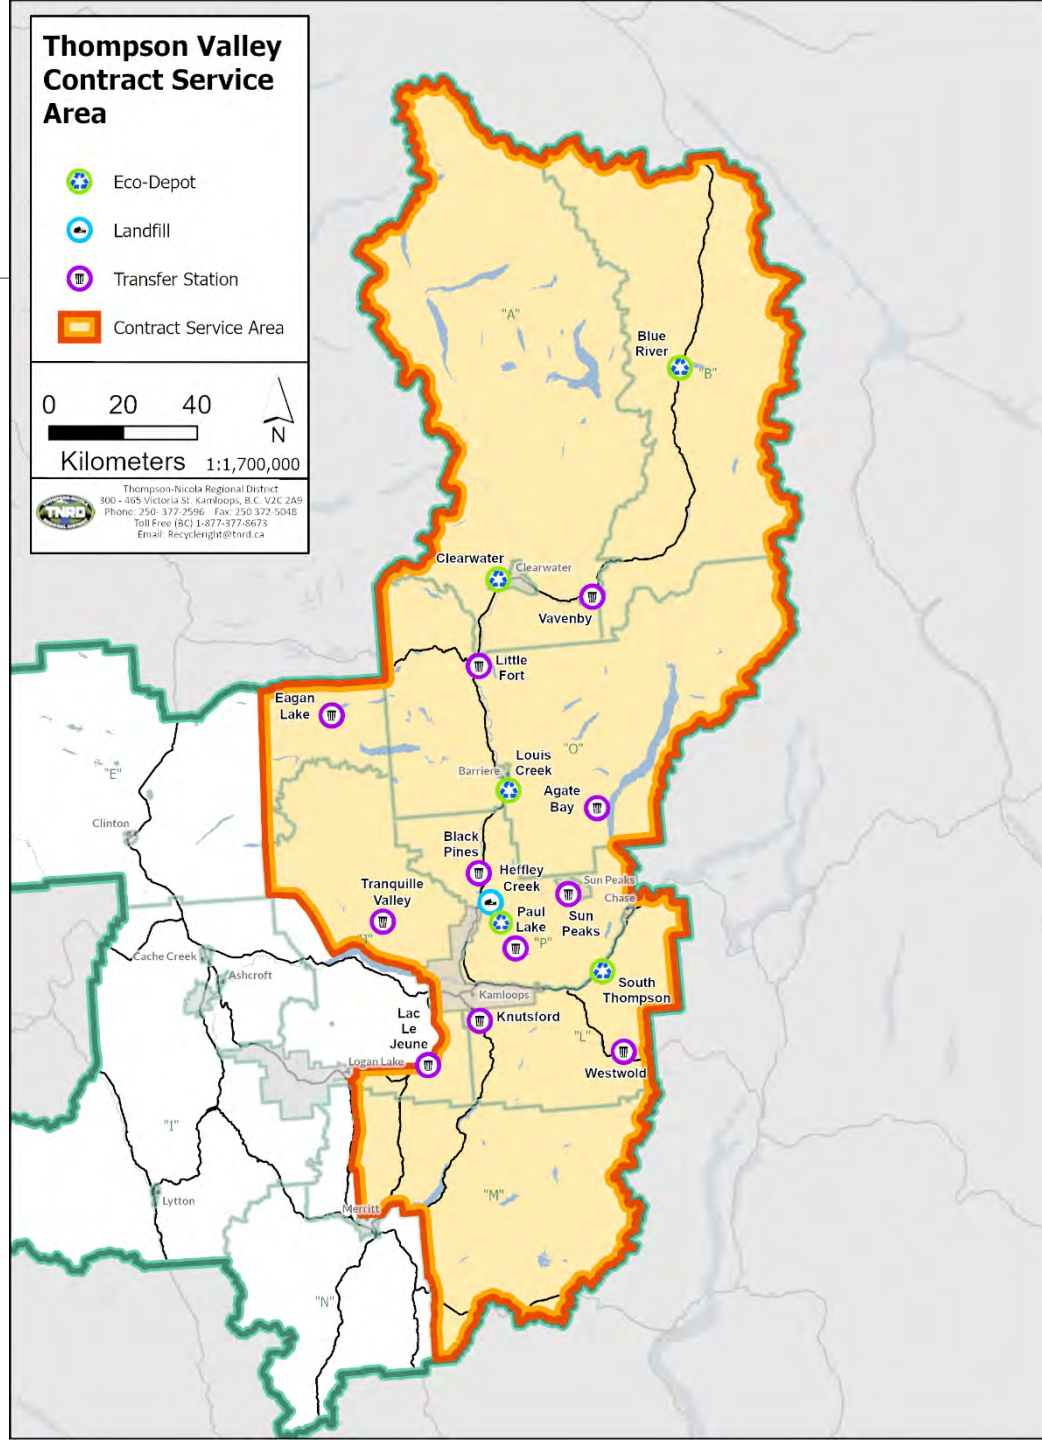 Thompson Valley
Contract Service
Area
Eco-Depot
Landfill
Transfer Station
Contract Service Area
0 20 40
N
Kilometers 1:1,700,000
Thompson-Nicola Regional District
300 - 465 Victoria St. Kamloops, B.C. V2C 2A9
Phone: 250- 377-2596 Fax: 250 372-5048
Toll Free (BC) 1-877-377-8673
Email: Recycleright@tnrd.ca
TNRD
"A"
Blue
River
"B"
Clearwater
Clearwater
Vavenby
Little
Fort
Eagan
Lake
"O"
Louis
Creek
Barriere
"E"
Agate
Bay
Clinton
Black
Pines
Heffley
Creek
Sun Peaks
Tranquille
Valley
Chase
Paul
Lake
Sun
Peaks
"J"
"P"
Cache Creek
Ashcroft
South
Thompson
Kamloops
Lac
Le
Jeune
Knutsford
"L"
Logan Lake
Westwold
"I"
"M"
Lytton
Merritt
"N"